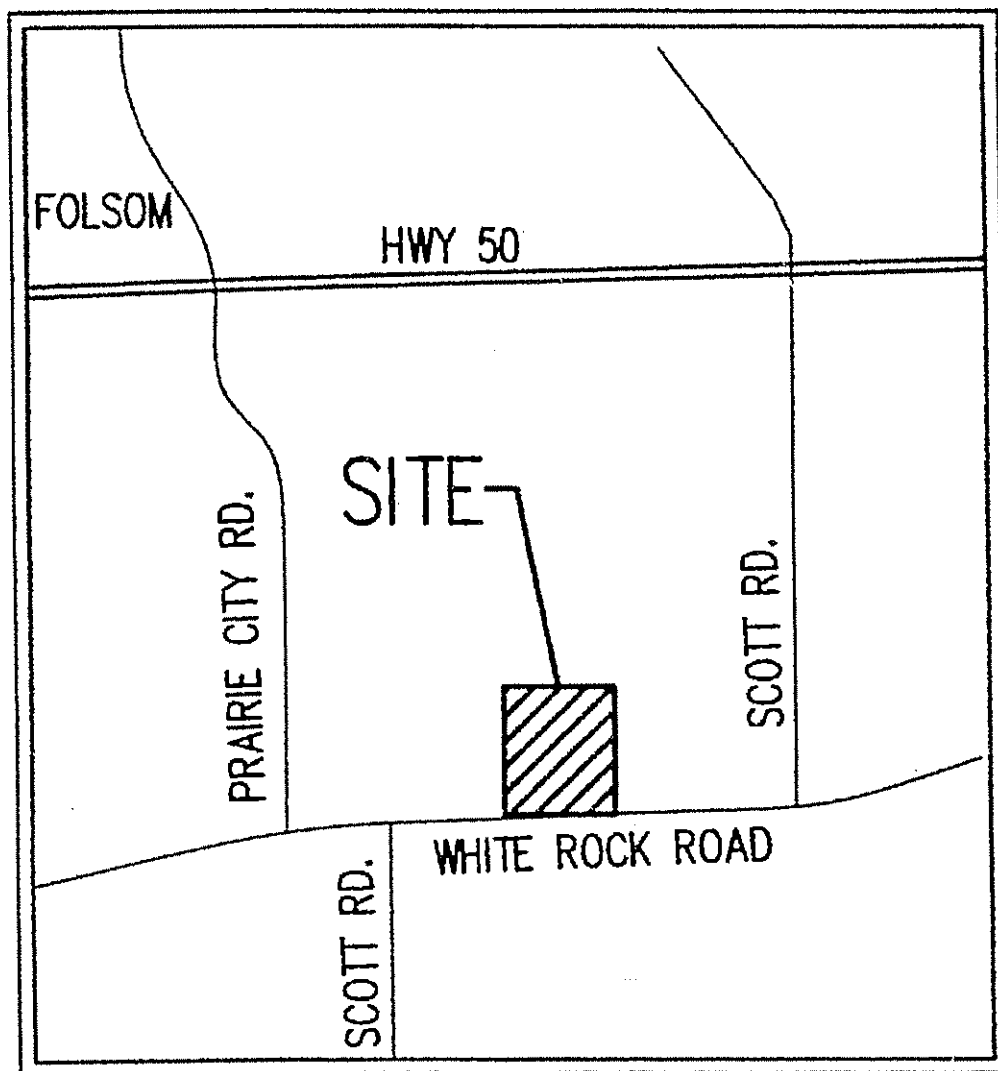 FOLSOM
HWY 50
SITE
PRAIRIE CITY RD.
SCOTT RD.
WHITE ROCK ROAD
SCOTT RD.